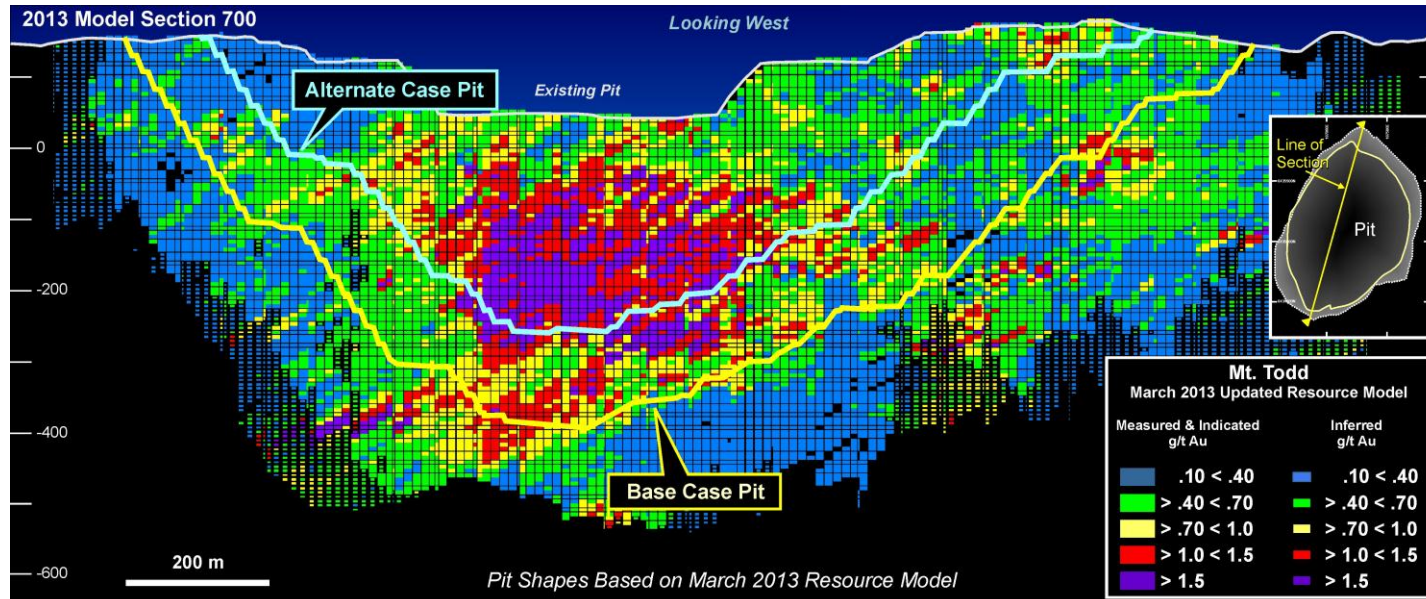 2013 Model Section 700
Looking West
Alternate Case Pit
Existing Pit
0
-200
-400
-600
Line of
Section
Pit
Base Case Pit
200 m
Pit Shapes Based on March 2013 Resource Model
Mt. Todd
March 2013 Updated Resource Model
Measured & Indicated
g/t Au
Inferred
g/t Au
.10 < .40
.10 < .40
> .40 < .70
> .40 < .70
> .70 < 1.0
> .70 < 1.0
> 1.0 < 1.5
> 1.0 < 1.5
> 1.5
> 1.5